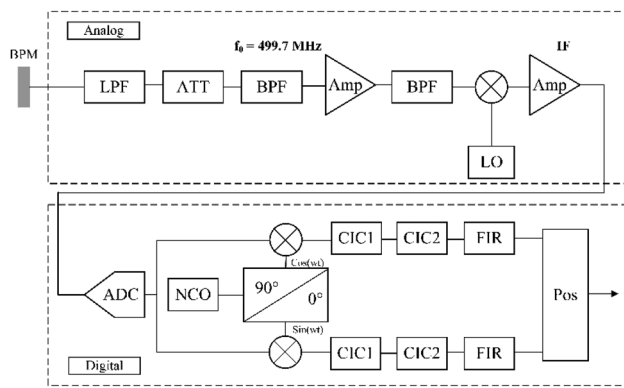 Analog
BPM
f₀ = 499.7 MHz
IF
LPF
ATT
BPF
Amp
BPF
Amp
LO
CIC1
CIC2
FIR
Cos(wt)
ADC
NCO
90°
0°
Pos
Sin(wt)
CIC1
CIC2
FIR
Digital